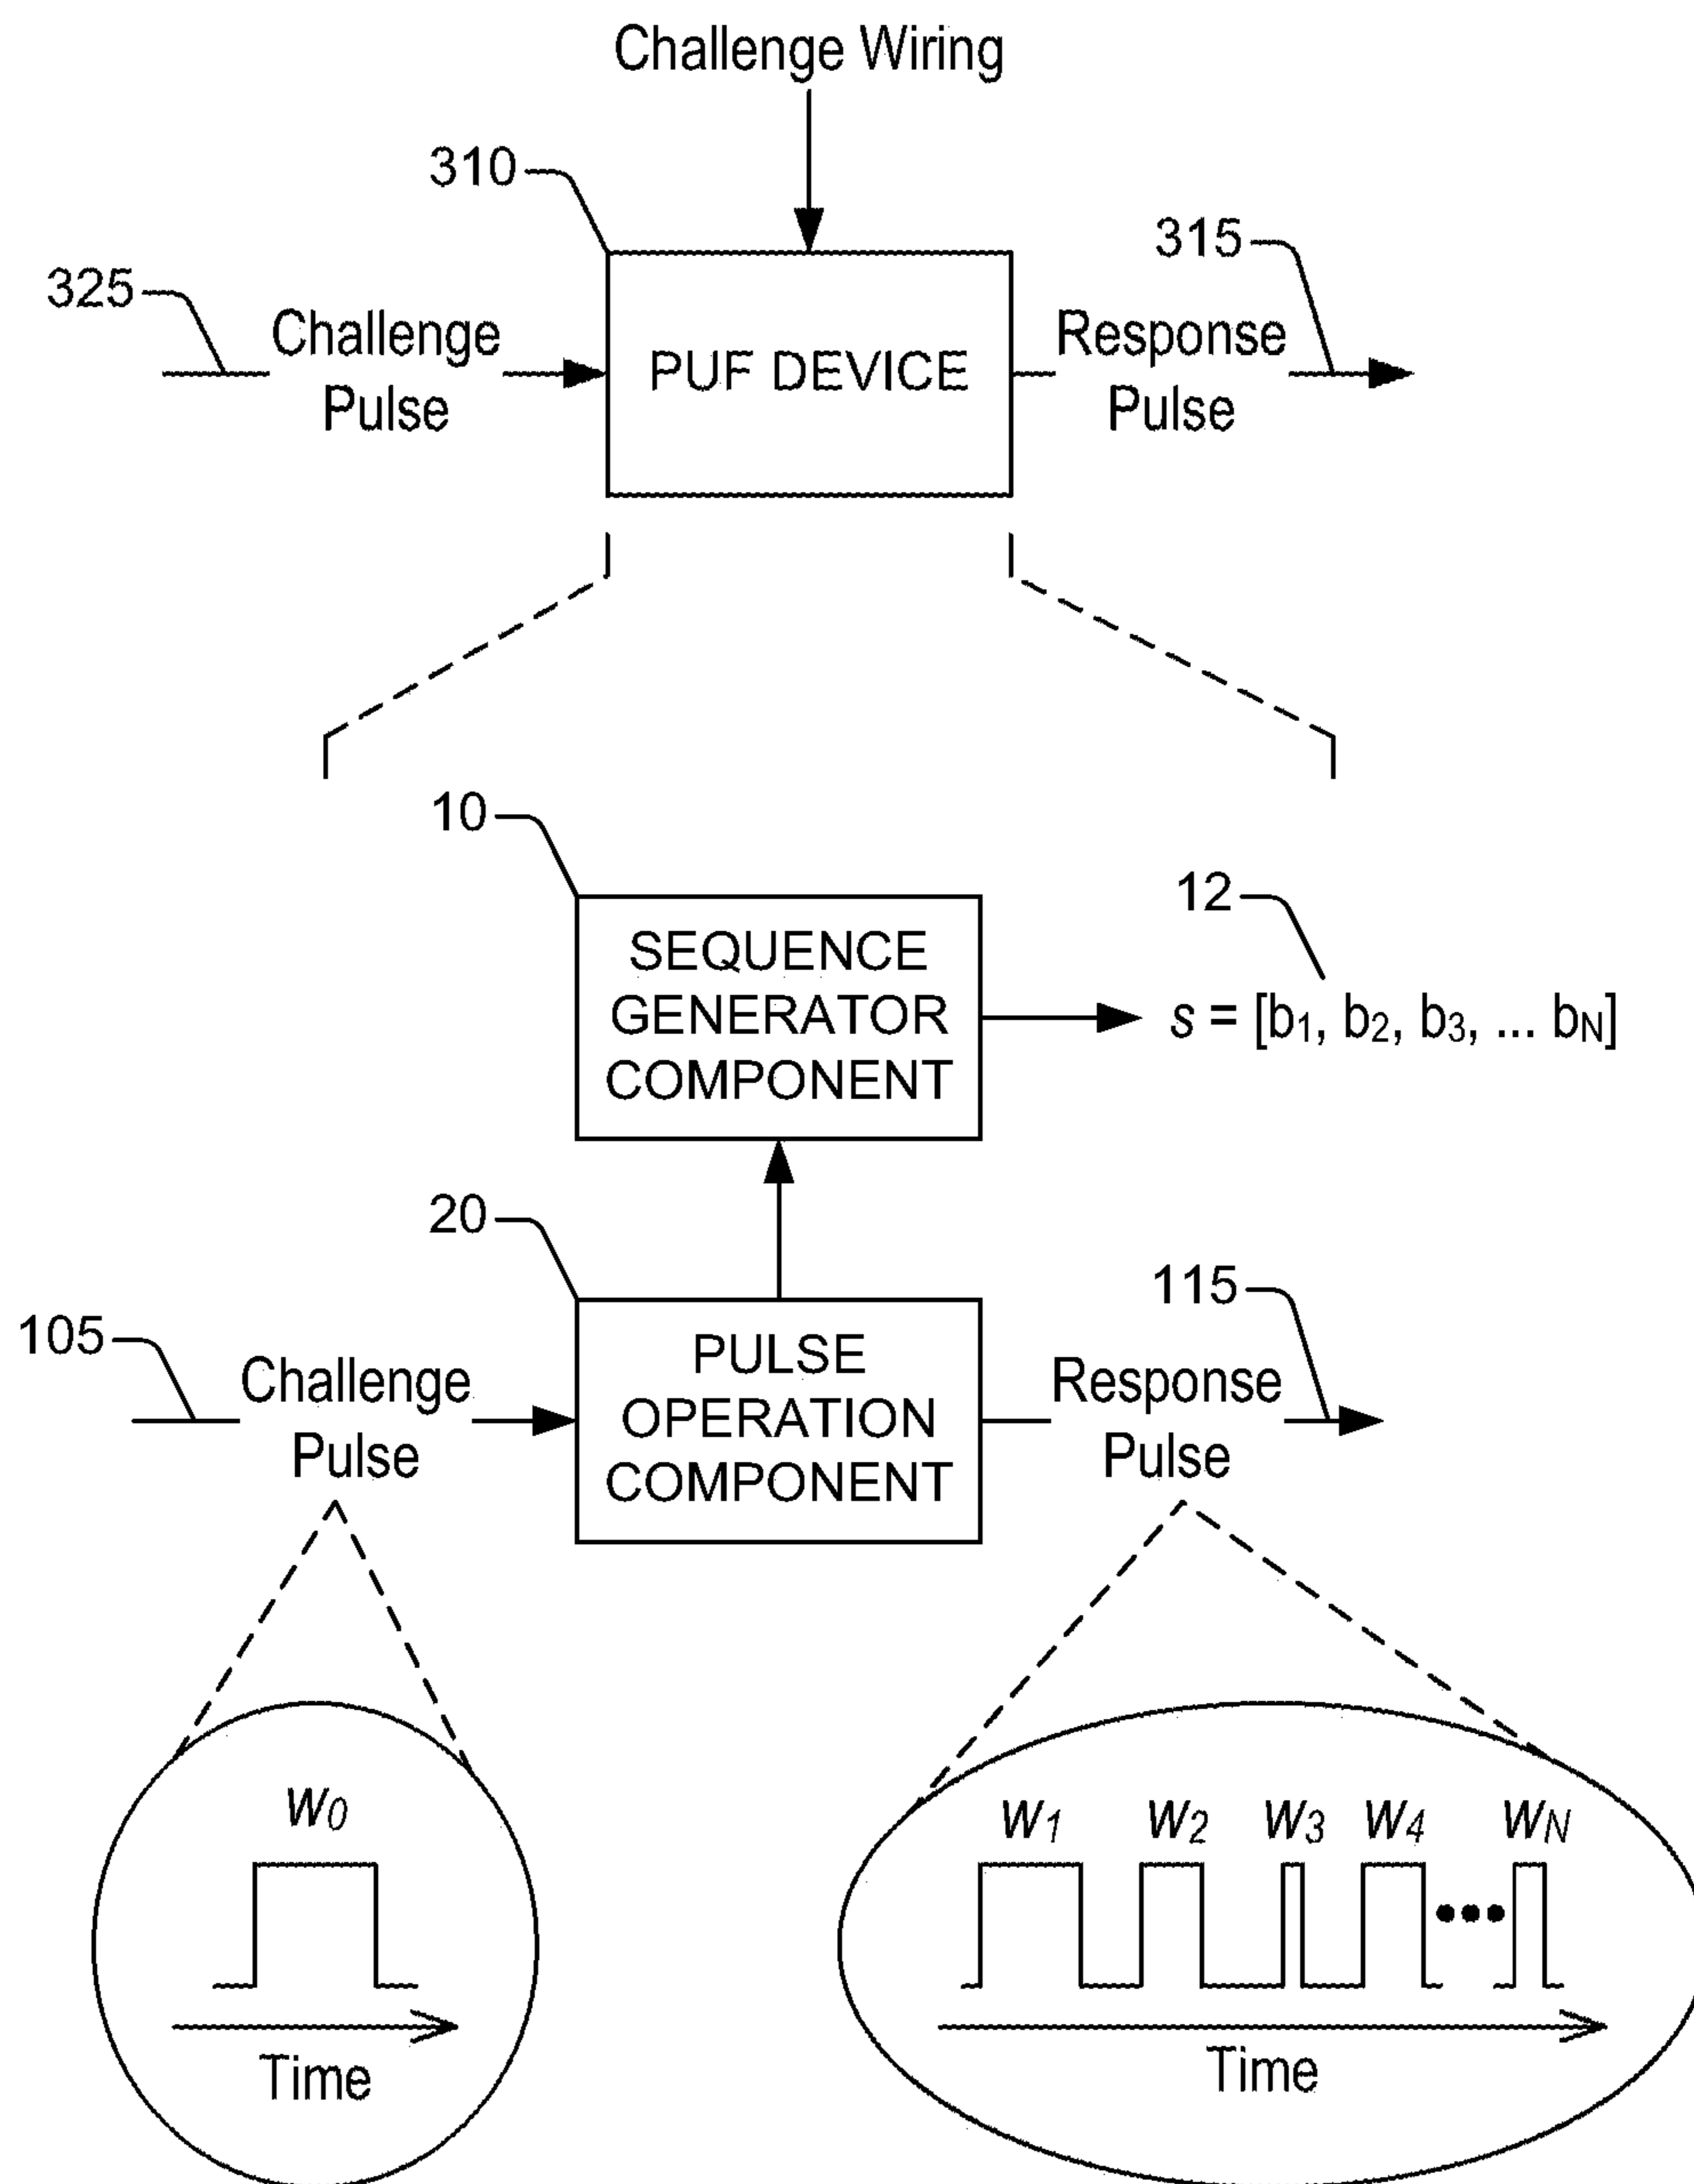 Challenge Wiring
310
315
325
Challenge
Pulse
PUF DEVICE
Response
Pulse
10
12
SEQUENCE
GENERATOR
COMPONENT
s = [b1, b2, b3, ... bN]
20
115
105
Challenge
Pulse
PULSE
OPERATION
COMPONENT
Response
Pulse
W0
W1 W2 W3 W4 WN
Time
Time